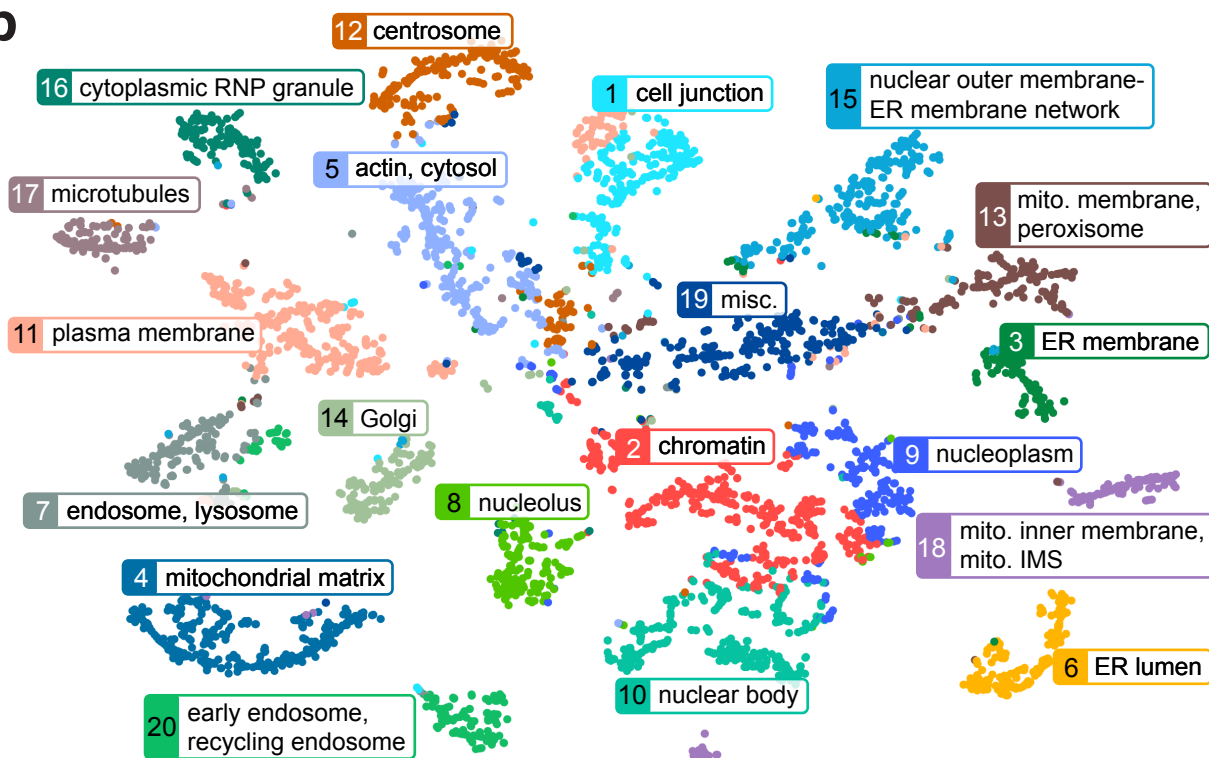 b
12 centrosome
16 cytoplasmic RNP granule
1 cell junction
15 nuclear outer membrane-
ER membrane network
5 actin, cytosol
17 microtubules
13 mito. membrane,
peroxisome
19 misc.
11 plasma membrane
3 ER membrane
14 Golgi
2 chromatin
9 nucleoplasm
7 endosome, lysosome
8 nucleolus
18 mito. inner membrane,
mito. IMS
4 mitochondrial matrix
6 ER lumen
10 nuclear body
20 early endosome,
recycling endosome